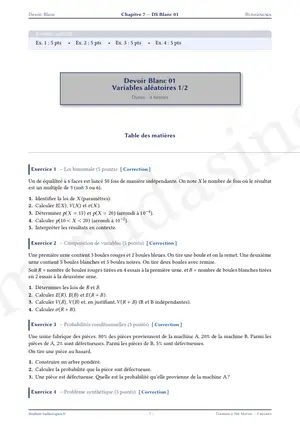 Devoir Blanc
Chapitre 7 – DS Blanc 01
Ex. 1 : 5 pts • Ex. 2 : 5 pts • Ex. 3 : 5 pts • Ex. 4 : 5 pts
Devoir Blanc 01
Variables aléatoires 1/2
Durée : 4 heures
Table des matières
Exercice 1 – Loi binomiale (5 points) [ Correction ]
Un dé équilibré à 6 faces est lancé 50 fois de manière indépendante. On note X le nombre de fois où le résultat
est un multiple de 3 (soit 3 ou 6).
1. Identifier la loi de X (paramètres).
2. Calculer E(X), V(X) et σ(X).
3. Déterminer p(X = 15) et p(X < 20) (arrondi à 10⁻⁴).
4. Calculer p(10 < X < 20) (arrondi à 10⁻³).
5. Interpréter les résultats en contexte.
Exercice 2 – Composition de variables (5 points) [ Correction ]
Une première urne contient 3 boules rouges et 2 boules bleues. On tire une boule et on la remet. Une deuxième
urne contient 5 boules blanches et 5 boules noires. On tire deux boules avec remise.
Soit R = nombre de boules rouges tirées en 4 essais à la première urne, et B = nombre de boules blanches tirées
en 2 essais à la deuxième urne.
1. Déterminer les lois de R et B.
2. Calculer E(R), E(B) et E(R + B).
3. Calculer V(R), V(B) et, en justifiant, V(R + B) (R et B indépendantes).
4. Calculer σ(R + B).
Exercice 3 – Probabilités conditionnelles (5 points) [ Correction ]
Une usine fabrique des pièces. 80% des pièces proviennent de la machine A, 20% de la machine B. Parmi les
pièces de A, 2% sont défectueuses. Parmi les pièces de B, 5% sont défectueuses.
On tire une pièce au hasard.
1. Construire un arbre pondéré.
2. Calculer la probabilité que la pièce soit défectueuse.
3. Une pièce est défectueuse. Quelle est la probabilité qu'elle provienne de la machine A ?
Exercice 4 – Problème synthétique (5 points) [ Correction ]